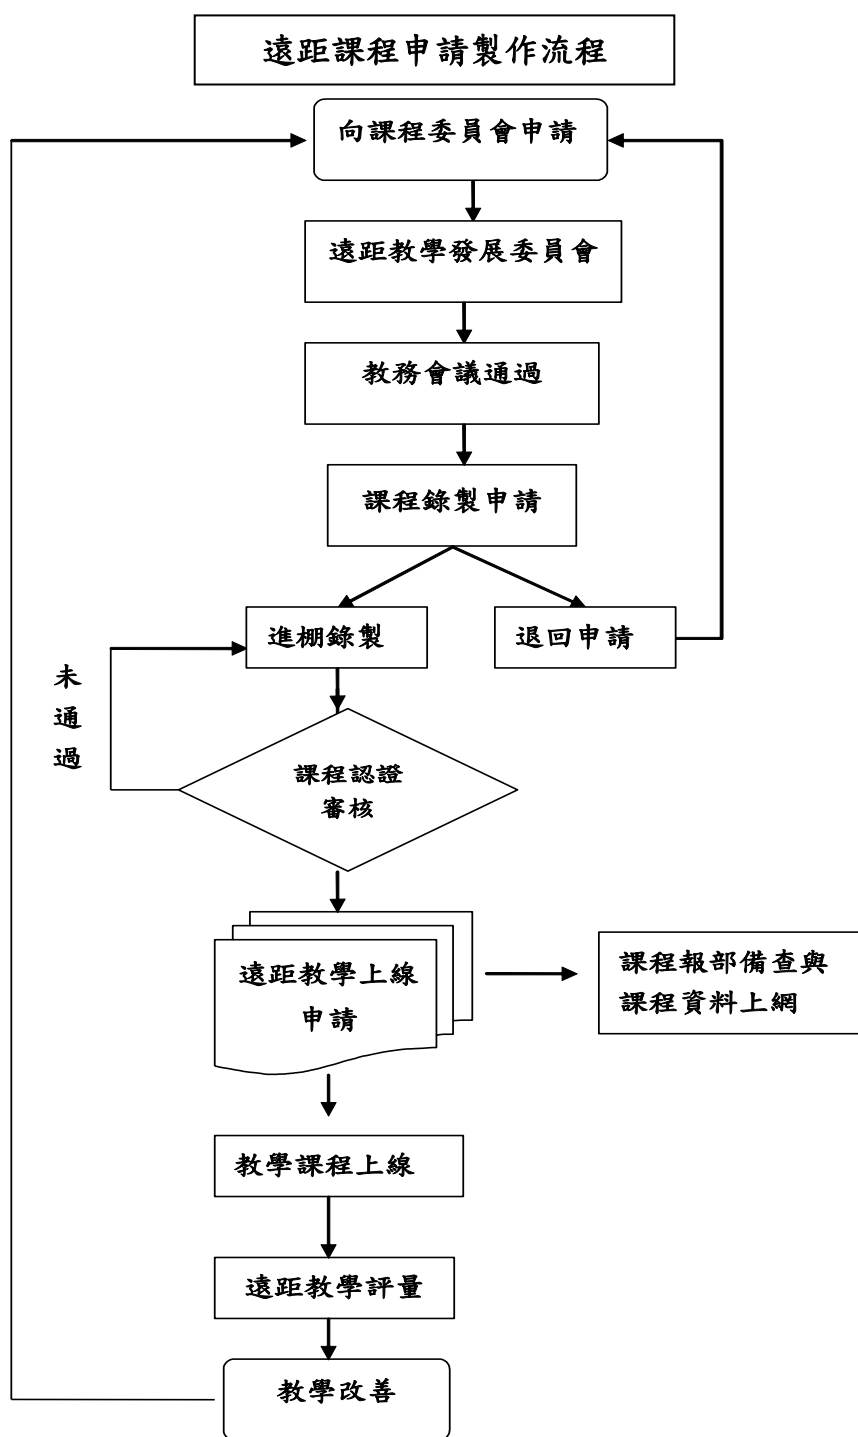 遠距課程申請製作流程
向課程委員會申請
遠距教學發展委員會
教務會議通過
課程錄製申請
進棚錄製
退回申請
未
通
過
課程認證
審核
遠距教學上線
申請
課程報部備查與
課程資料上網
教學課程上線
遠距教學評量
教學改善